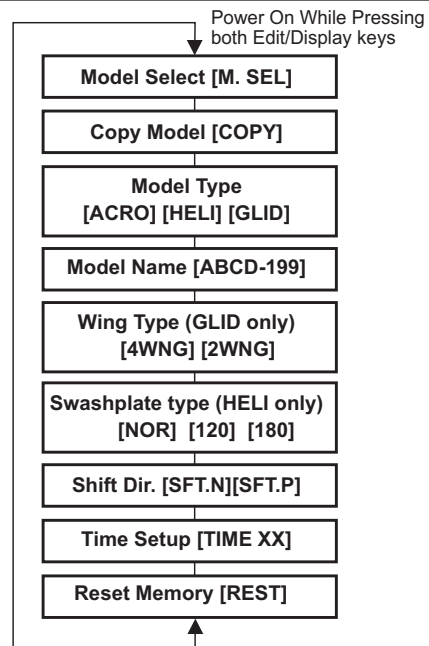 Power On While Pressing
both Edit/Display keys
Model Select [M. SEL]
Copy Model [COPY]
Model Type
[ACRO] [HELI] [GLID]
Model Name [ABCD-199]
Wing Type (GLID only)
[4WNG] [2WNG]
Swashplate type (HELI only)
[NOR] [120] [180]
Shift Dir. [SFT.N][SFT.P]
Time Setup [TIME XX]
Reset Memory [REST]